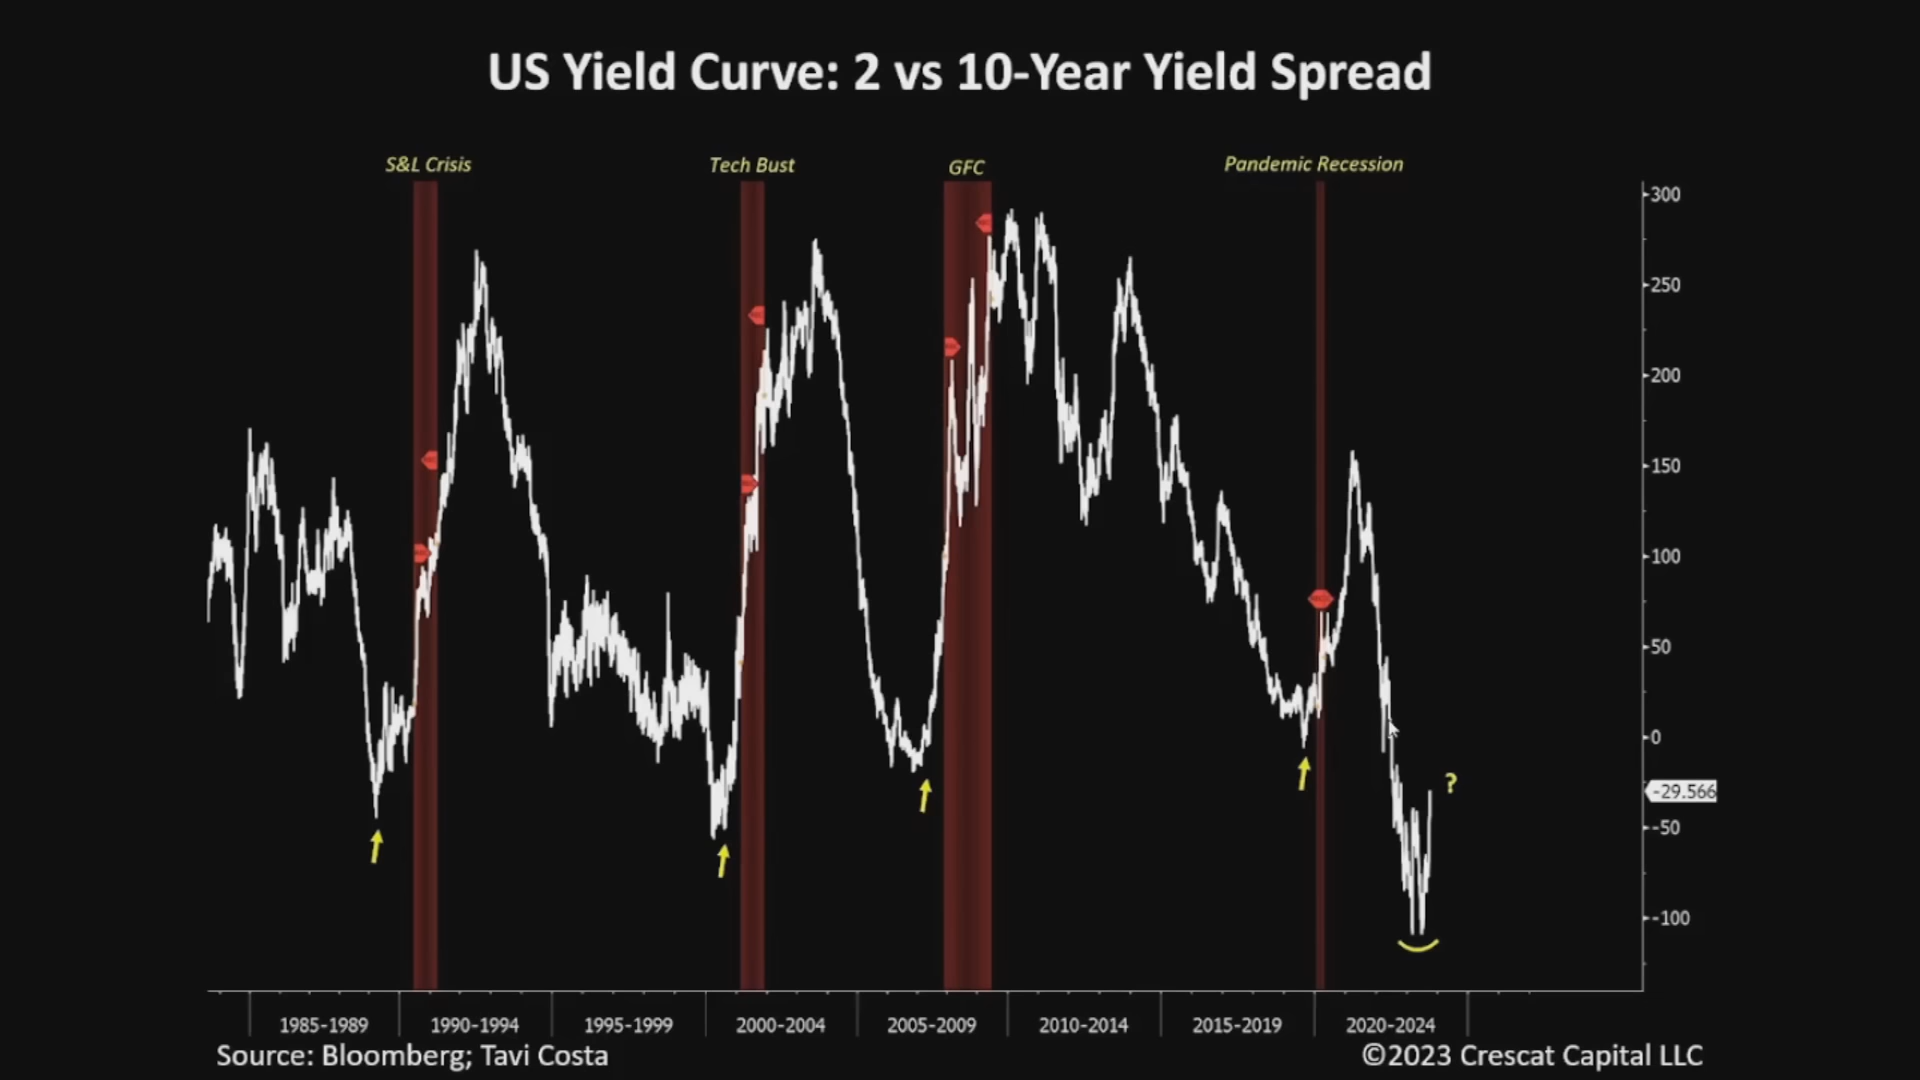 US Yield Curve: 2 vs 10-Year Yield Spread
S&L Crisis
Tech Bust
GFC
Pandemic Recession
300
250
200
150
100
50
0
?
-29.566
-50
-100
1985-1989
1990-1994
1995-1999
2000-2004
2005-2009
2010-2014
2015-2019
2020-2024
Source: Bloomberg; Tavi Costa
©2023 Crescat Capital LLC